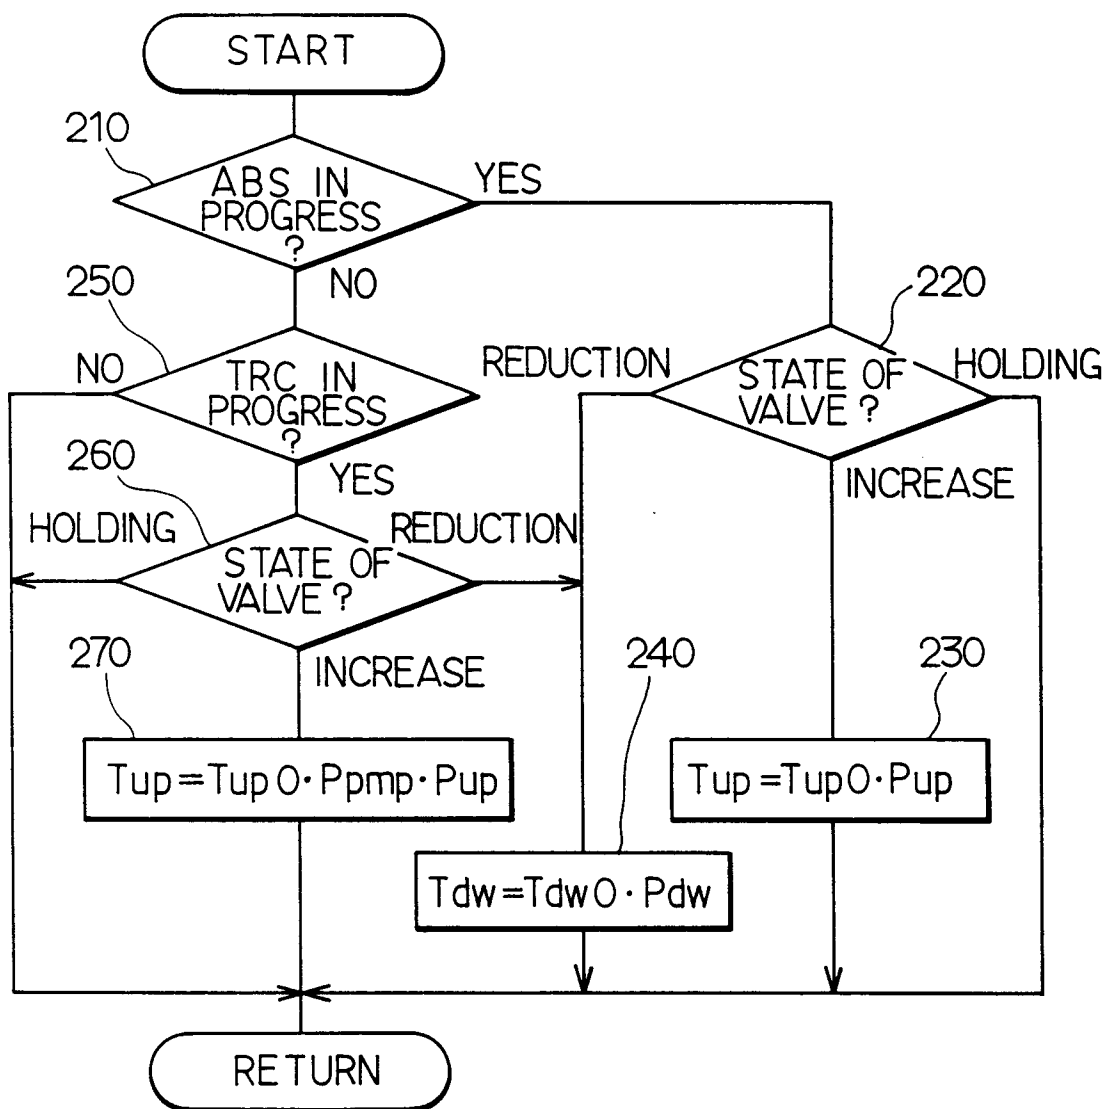 START
210
ABS IN
PROGRESS
?
YES
NO
250
220
NO
TRC IN
PROGRESS
?
REDUCTION
STATE OF
VALVE?
HOLDING
YES
INCREASE
260
HOLDING
STATE OF
VALVE?
REDUCTION
INCREASE
270
240
230
Tup=Tup0·Ppmp·Pup
Tup=Tup0·Pup
Tdw=Tdw0·Pdw
RETURN